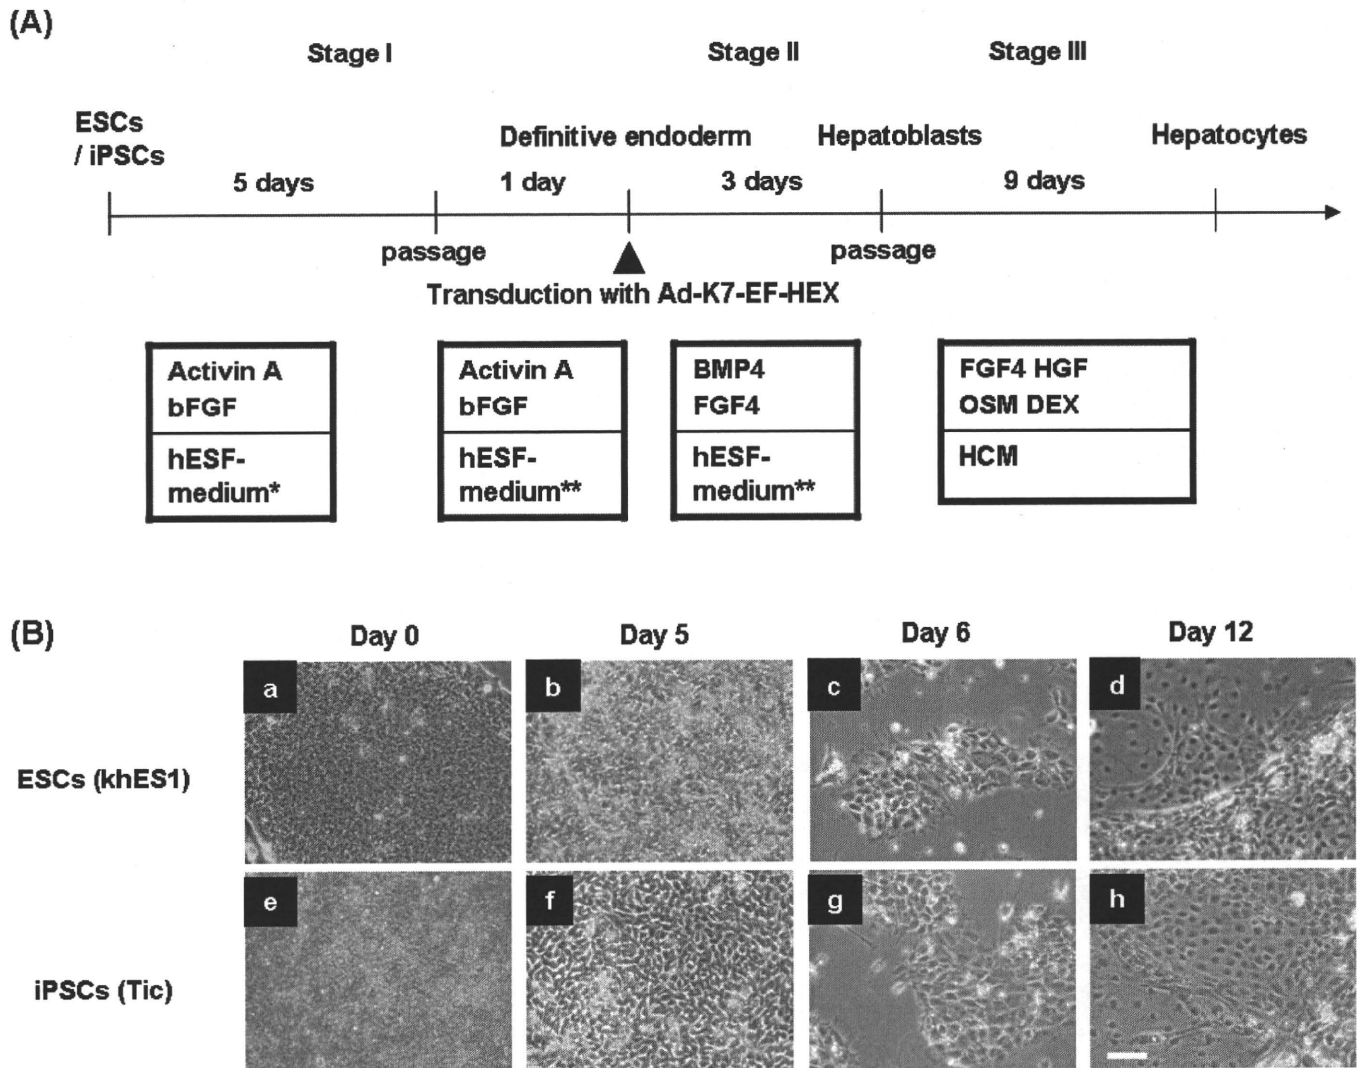 (A)
Stage I
Stage II
Stage III
ESCs
/ iPSCs
Definitive endoderm
Hepatoblasts
Hepatocytes
5 days
1 day
3 days
9 days
passage
passage
Transduction with Ad-K7-EF-HEX
Activin A
bFGF
hESF-
medium*
Activin A
bFGF
hESF-
medium**
BMP4
FGF4
hESF-
medium**
FGF4 HGF
OSM DEX
HCM
(B)
Day 0
Day 5
Day 6
Day 12
ESCs (khES1)
a
b
c
d
iPSCs (Tic)
e
f
g
h